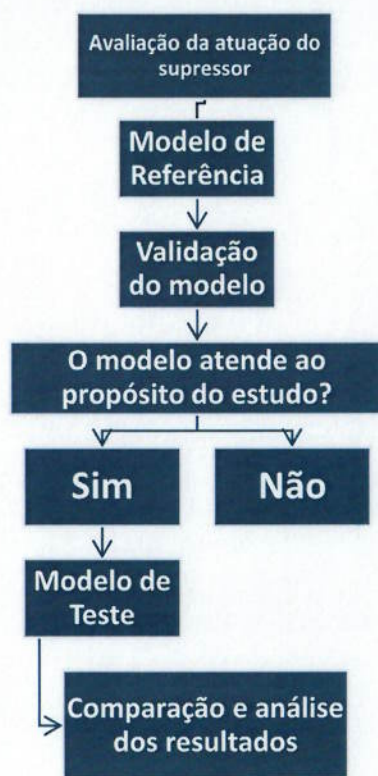 Avaliação da atuação do
supressor
Modelo de
Referência
Validação
do modelo
O modelo atende ao
propósito do estudo?
Sim
Não
Modelo de
Teste
Comparação e análise
dos resultados